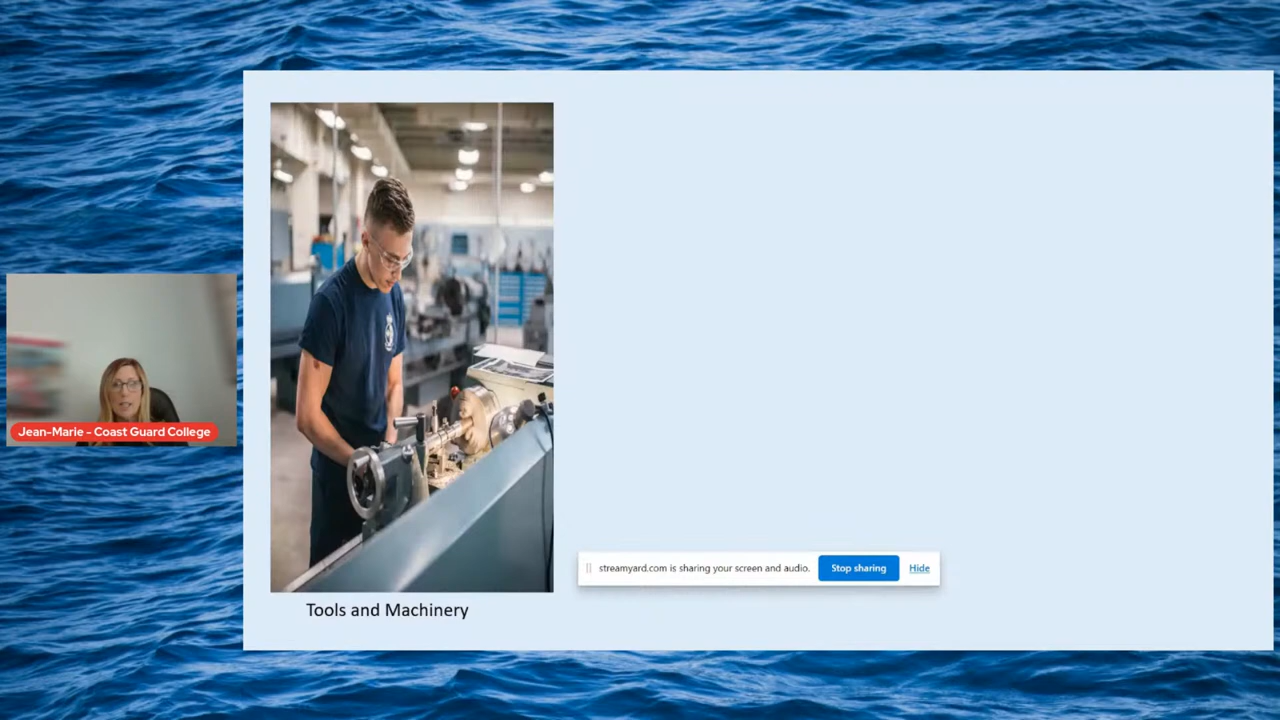 Jean-Marie - Coast Guard College
streamyard.com is sharing your screen and audio.
Stop sharing
Hide
Tools and Machinery